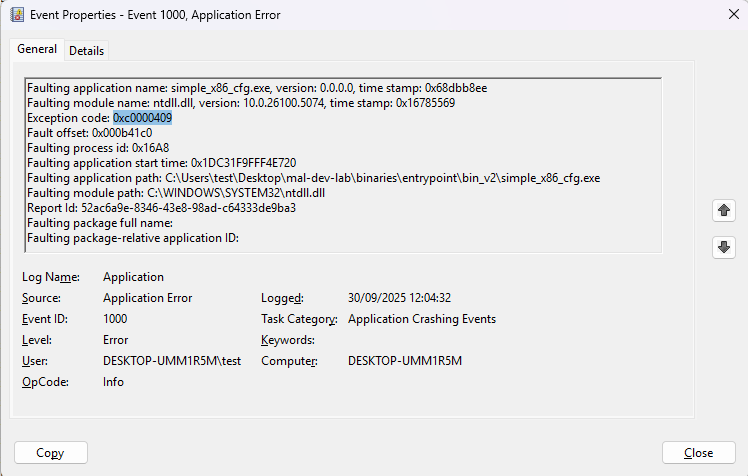 Event Properties - Event 1000, Application Error
General
Details
Faulting application name: simple_x86_cfg.exe, version: 0.0.0.0, time stamp: 0x68dbb8ee
Faulting module name: ntdll.dll, version: 10.0.26100.5074, time stamp: 0x16785569
Exception code: 0xc0000409
Fault offset: 0x000b41c0
Faulting process id: 0x16A8
Faulting application start time: 0x1DC31F9FFF4E720
Faulting application path: C:\Users\test\Desktop\mal-dev-lab\binaries\entrypoint\bin_v2\simple_x86_cfg.exe
Faulting module path: C:\WINDOWS\SYSTEM32\ntdll.dll
Report Id: 52ac6a9e-8346-43e8-98ad-c64333de9ba3
Faulting package full name:
Faulting package-relative application ID:
Log Name: Application
Source: Application Error Logged: 30/09/2025 12:04:32
Event ID: 1000 Task Category: Application Crashing Events
Level: Error Keywords:
User: DESKTOP-UMM1R5M\test Computer: DESKTOP-UMM1R5M
OpCode: Info
Copy
Close